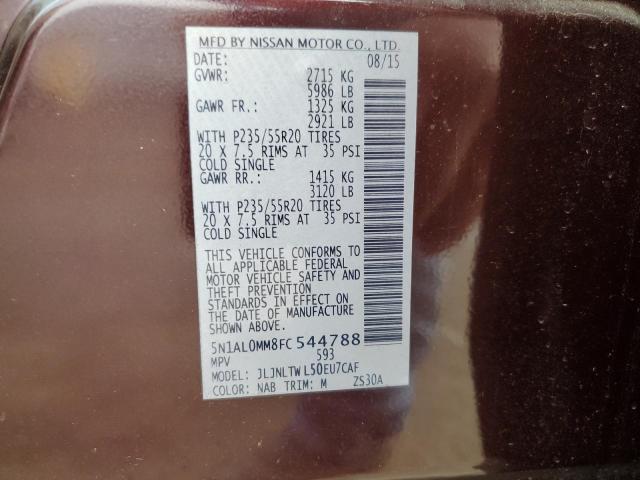 MFD BY NISSAN MOTOR CO., LTD.
DATE: 08/15
GVWR: 2715 KG
5986 LB
GAWR FR.: 1325 KG
2921 LB
WITH P235/55R20 TIRES
20 X 7.5 RIMS AT 35 PSI
COLD SINGLE
GAWR RR.: 1415 KG
3120 LB
WITH P235/55R20 TIRES
20 X 7.5 RIMS AT 35 PSI
COLD SINGLE
THIS VEHICLE CONFORMS TO
ALL APPLICABLE FEDERAL
MOTOR VEHICLE SAFETY AND
THEFT PREVENTION
STANDARDS IN EFFECT ON
THE DATE OF MANUFACTURE
SHOWN ABOVE.
5N1AL0MM8FC 544788
MPV 593
MODEL: JLJNLTW L50EU7CAF
COLOR: NAB TRIM: M ZS30A